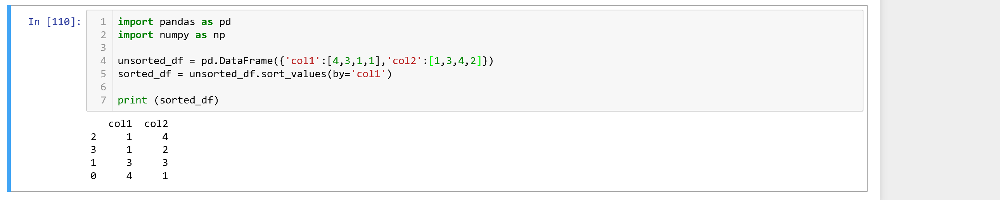 In [110]:
1 import pandas as pd
2 import numpy as np
3
4 unsorted_df = pd.DataFrame({'col1':[4,3,1,1],'col2':[1,3,4,2]})
5 sorted_df = unsorted_df.sort_values(by='col1')
6
7 print (sorted_df)
   col1  col2
2     1     4
3     1     2
1     3     3
0     4     1